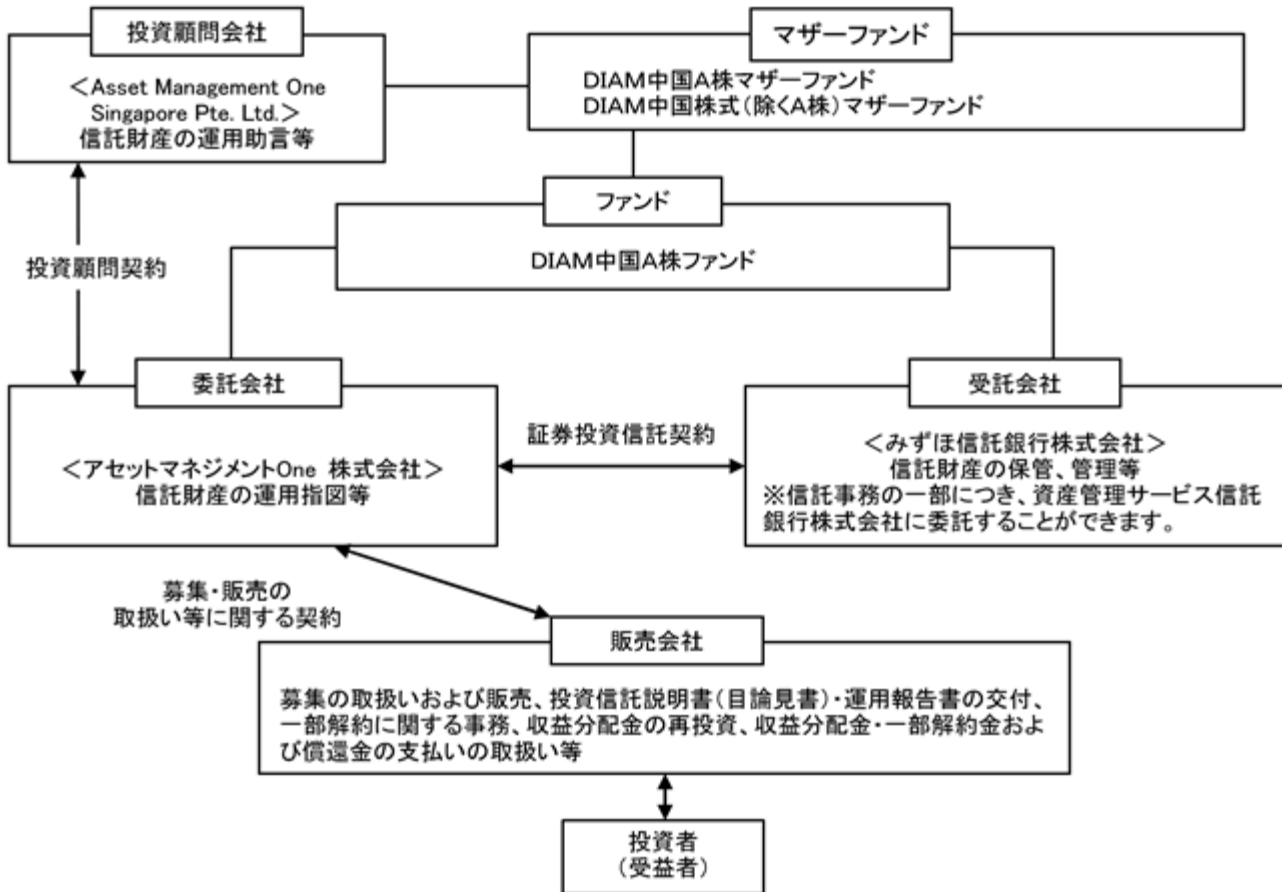 投資顧問会社
＜Asset Management One
Singapore Pte. Ltd.＞
信託財産の運用助言等
マザーファンド
DIAM中国A株マザーファンド
DIAM中国株式（除くA株）マザーファンド
ファンド
DIAM中国A株ファンド
投資顧問契約
委託会社
＜アセットマネジメントOne 株式会社＞
信託財産の運用指図等
証券投資信託契約
受託会社
＜みずほ信託銀行株式会社＞
信託財産の保管、管理等
※信託事務の一部につき、資産管理サービス信託
銀行株式会社に委託することができます。
募集・販売の
取扱い等に関する契約
販売会社
募集の取扱いおよび販売、投資信託説明書（目論見書）・運用報告書の交付、
一部解約に関する事務、収益分配金の再投資、収益分配金・一部解約金およ
び償還金の支払いの取扱い等
投資者
（受益者）